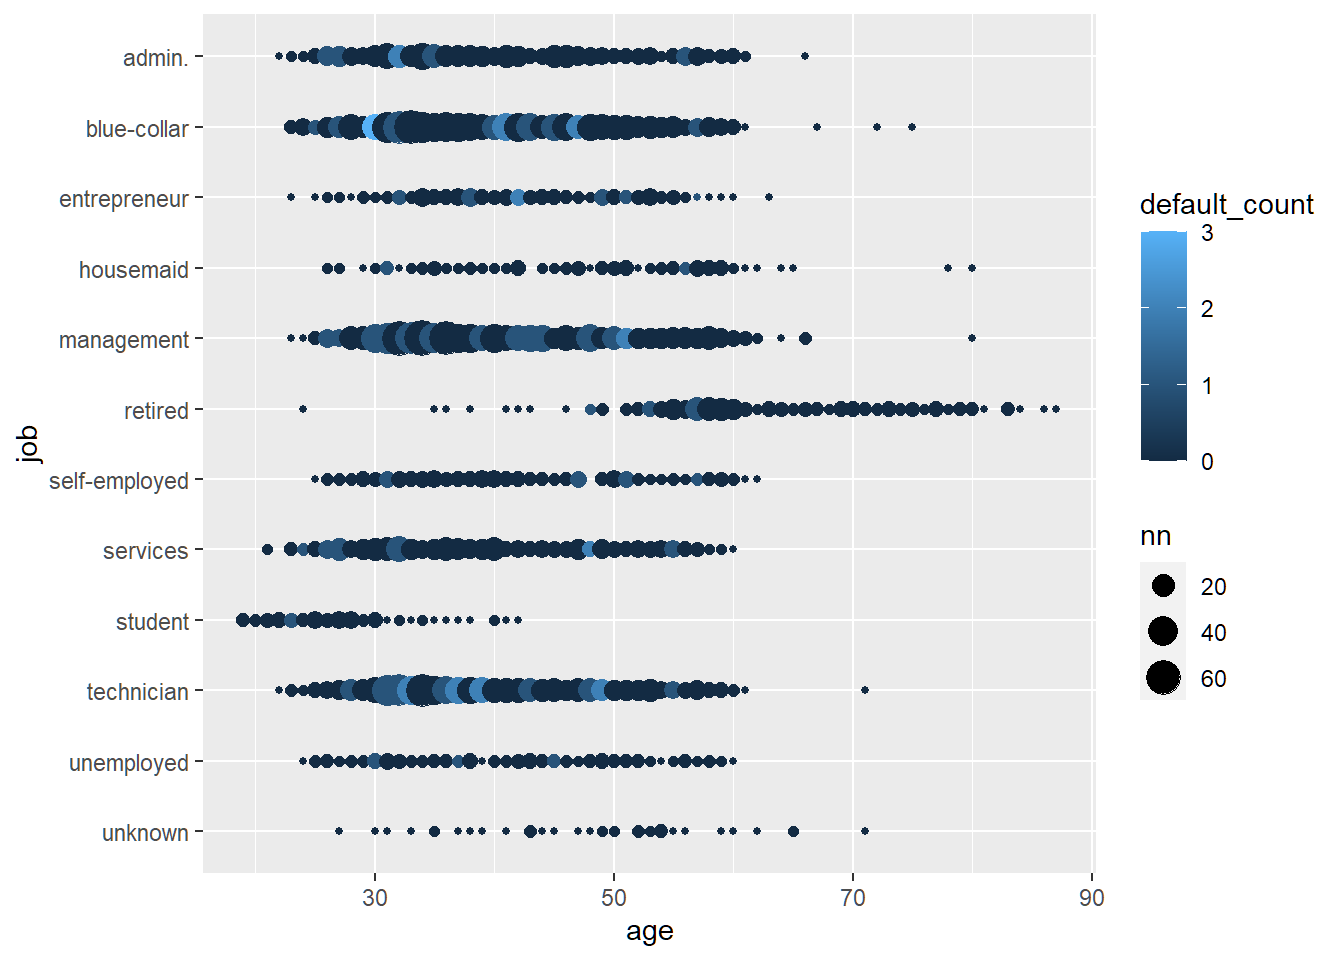 job
admin.
blue-collar
entrepreneur
housemaid
management
retired
self-employed
services
student
technician
unemployed
unknown
30 50 70 90
age
default_count
3
2
1
0
nn
20
40
60